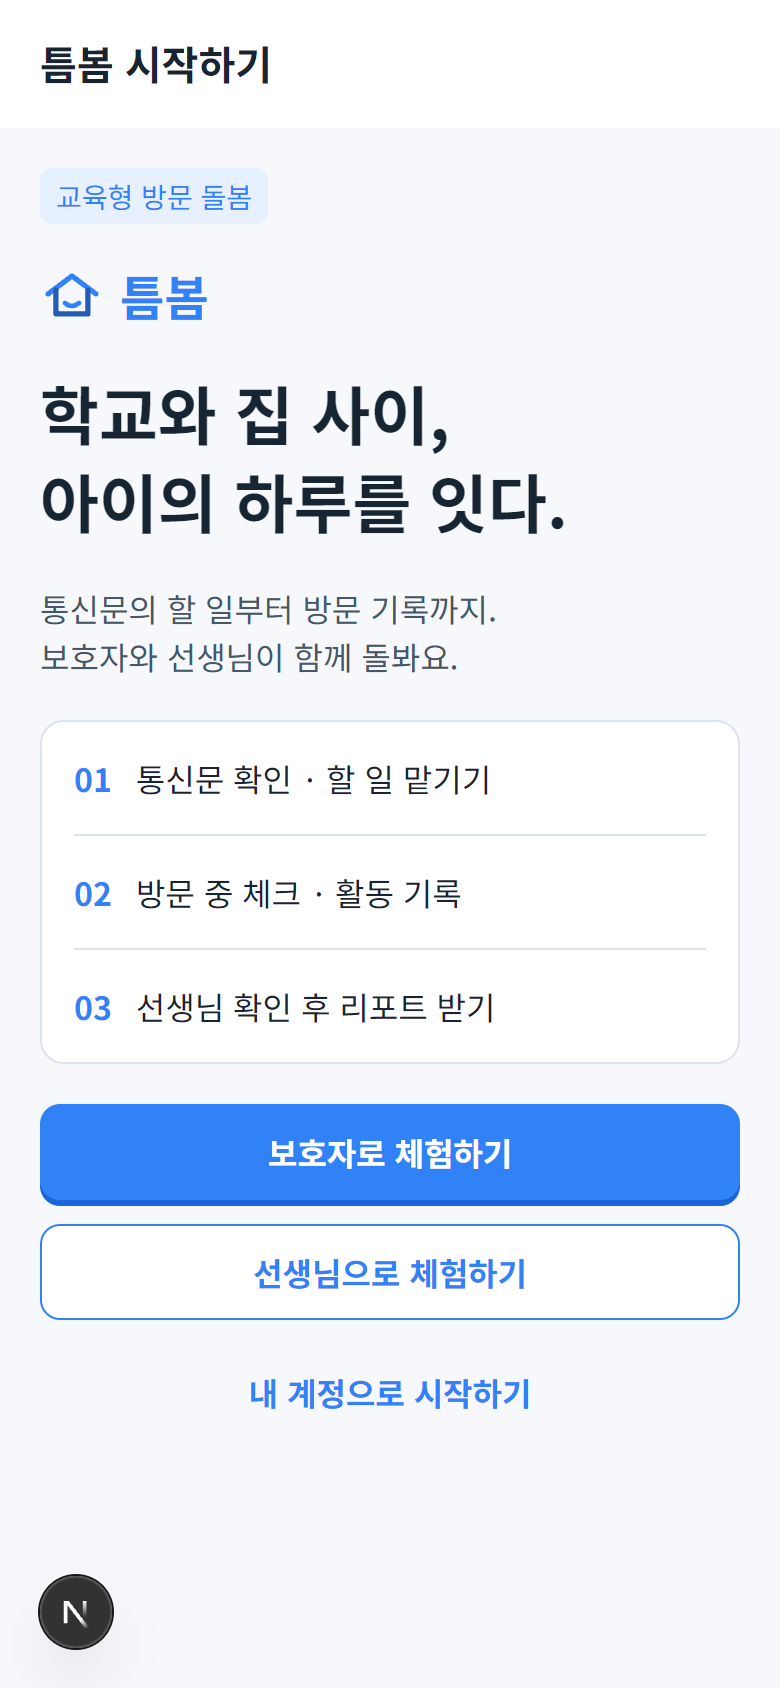 틈봄 시작하기
교육형 방문 돌봄
틈봄
학교와 집 사이,
아이의 하루를 잇다.
통신문의 할 일부터 방문 기록까지.
보호자와 선생님이 함께 돌봐요.
01 통신문 확인 · 할 일 맡기기
02 방문 중 체크 · 활동 기록
03 선생님 확인 후 리포트 받기
보호자로 체험하기
선생님으로 체험하기
내 계정으로 시작하기
N